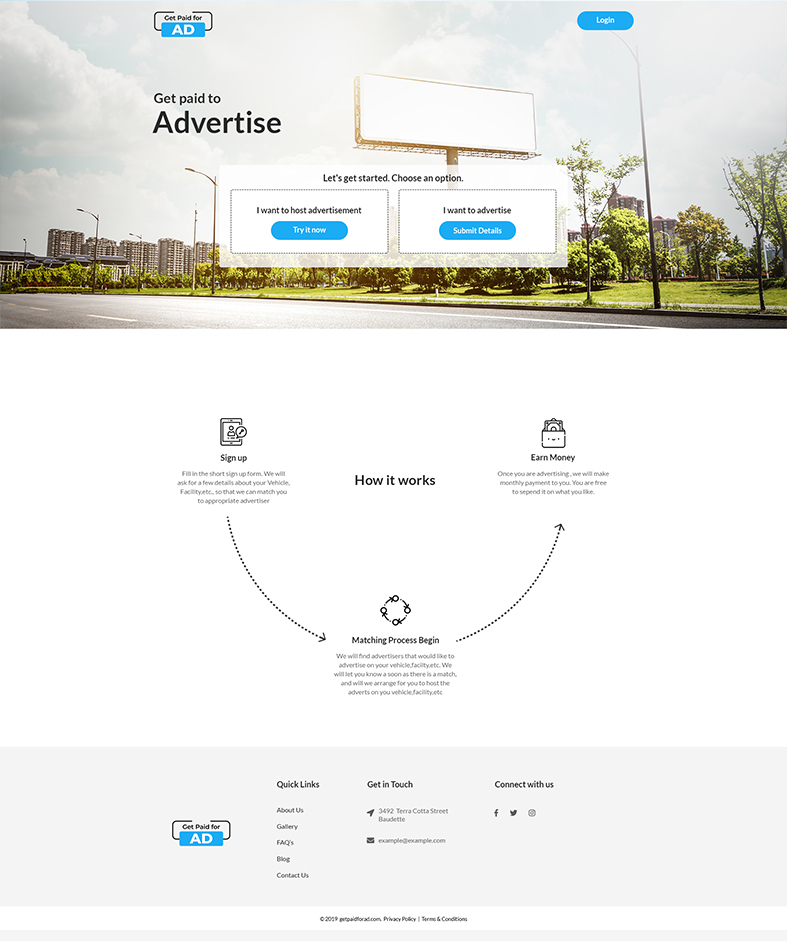 Get Paid for
AD
Login
Get paid to
Advertise
Let's get started. Choose an option.
I want to host advertisement
Try it now
I want to advertise
Submit Details
Sign up
Fill in the short sign up form. We will
ask for a few details about your Vehicle,
Facility,etc., so that we can match you
to appropriate advertiser
How it works
Earn Money
Once you are advertising , we will make
monthly payment to you. You are free
to sepend it on what you like.
Matching Process Begin
We will find advertisers that would like to
advertise on your vehicle,facilty,etc. We
will let you know a soon as there is a match,
and will we arrange for you to host the
adverts on you vehicle,facility,etc
Get Paid for
AD
Quick Links
About Us
Gallery
FAQ's
Blog
Contact Us
Get in Touch
3492 Terra Cotta Street
Baudette
example@example.com
Connect with us
© 2019 getpaidforad.com. Privacy Policy | Terms & Conditions